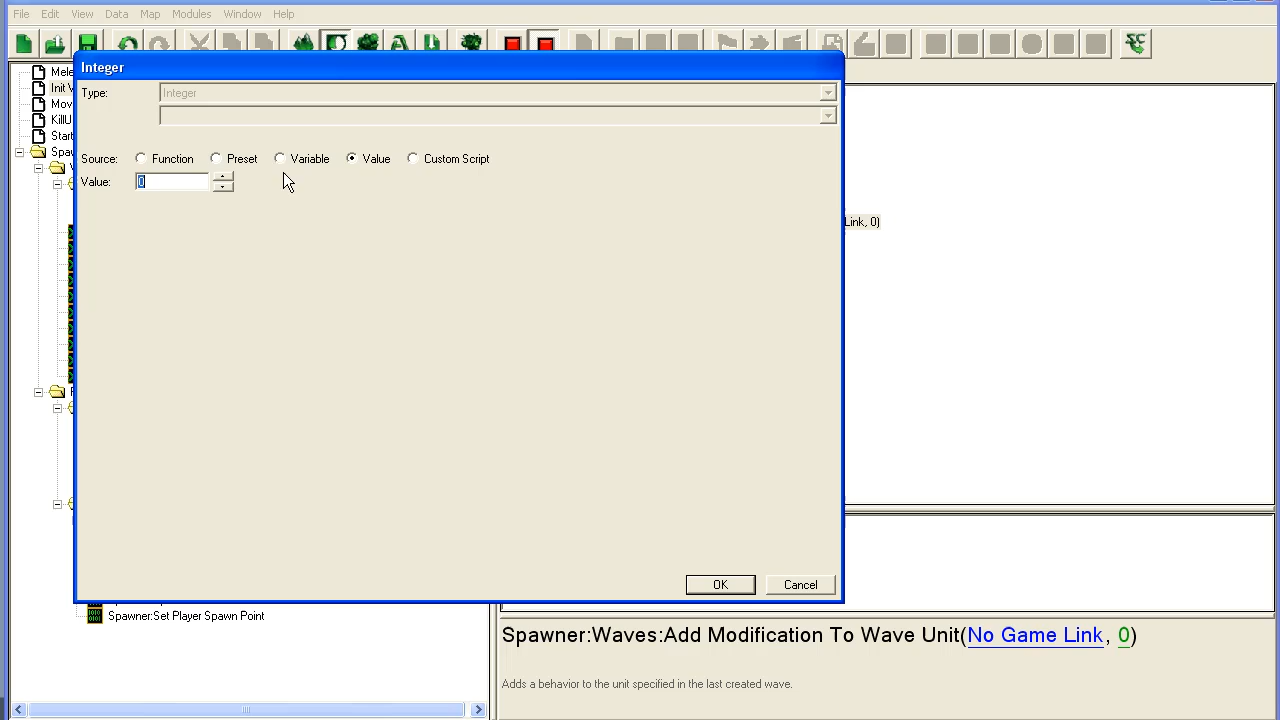 File Edit View Data Map Modules Window Help
Integer
Type: Integer
Source: Function Preset Variable Value Custom Script
Value: 0
Link, 0)
OK Cancel
Spawner:Set Player Spawn Point
Spawner:Waves:Add Modification To Wave Unit(No Game Link, 0)
Adds a behavior to the unit specified in the last created wave.